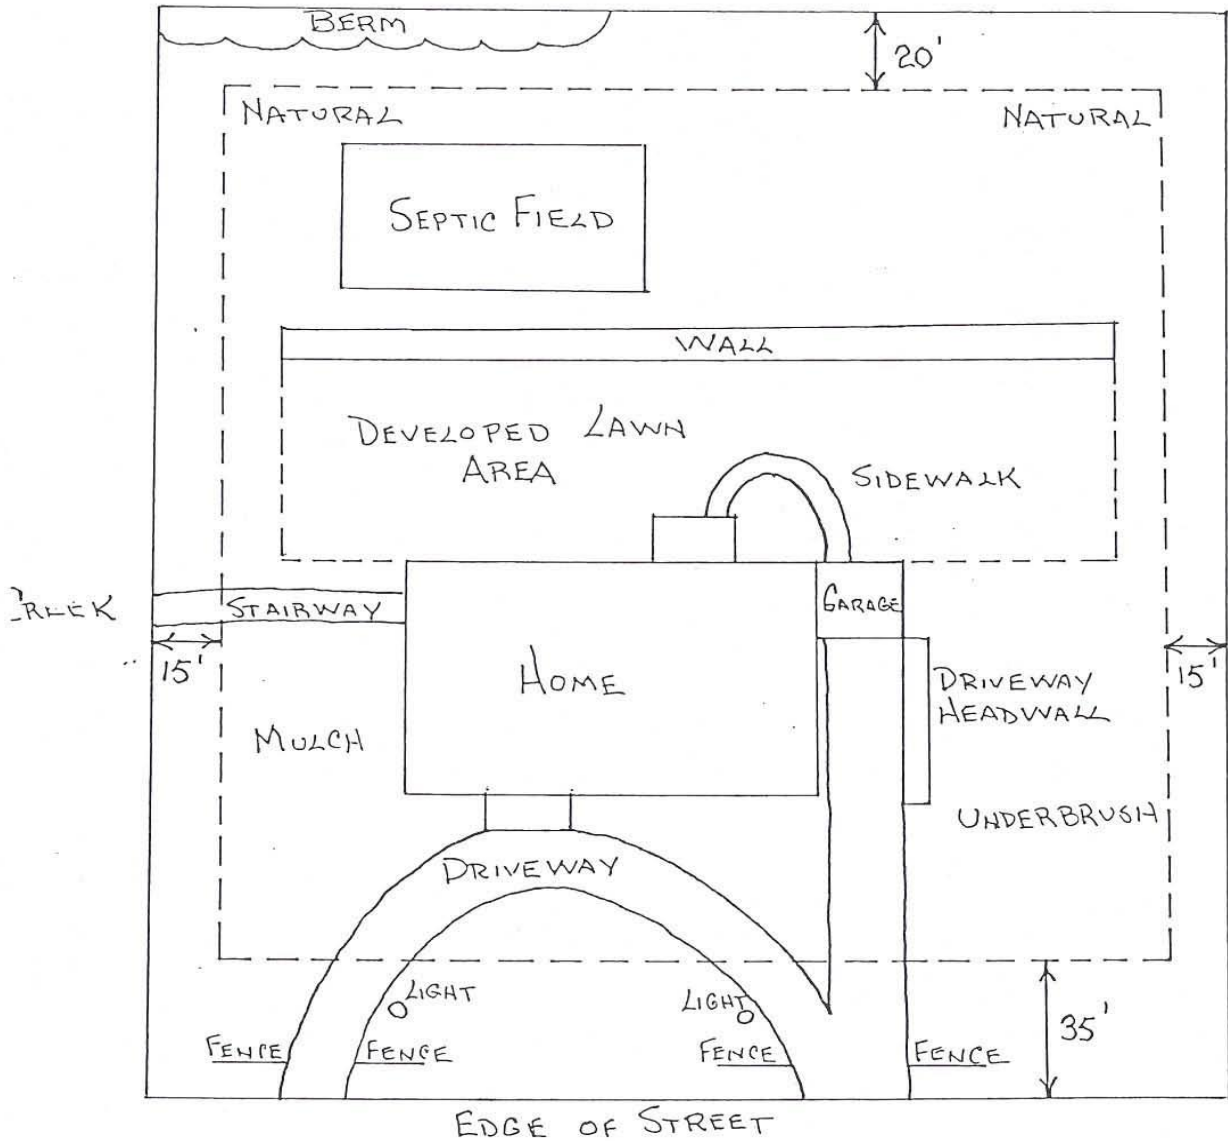 BERM
20'
NATURAL
NATURAL
SEPTIC FIELD
WALL
DEVELOPED LAWN
AREA
SIDEWALK
GARAGE
STAIRWAY
15'
HOME
15'
DRIVEWAY
HEADWALL
MULCH
UNDERBRUSH
DRIVEWAY
LIGHT
LIGHT
35'
FENCE
FENCE
FENCE
FENCE
EDGE OF STREET